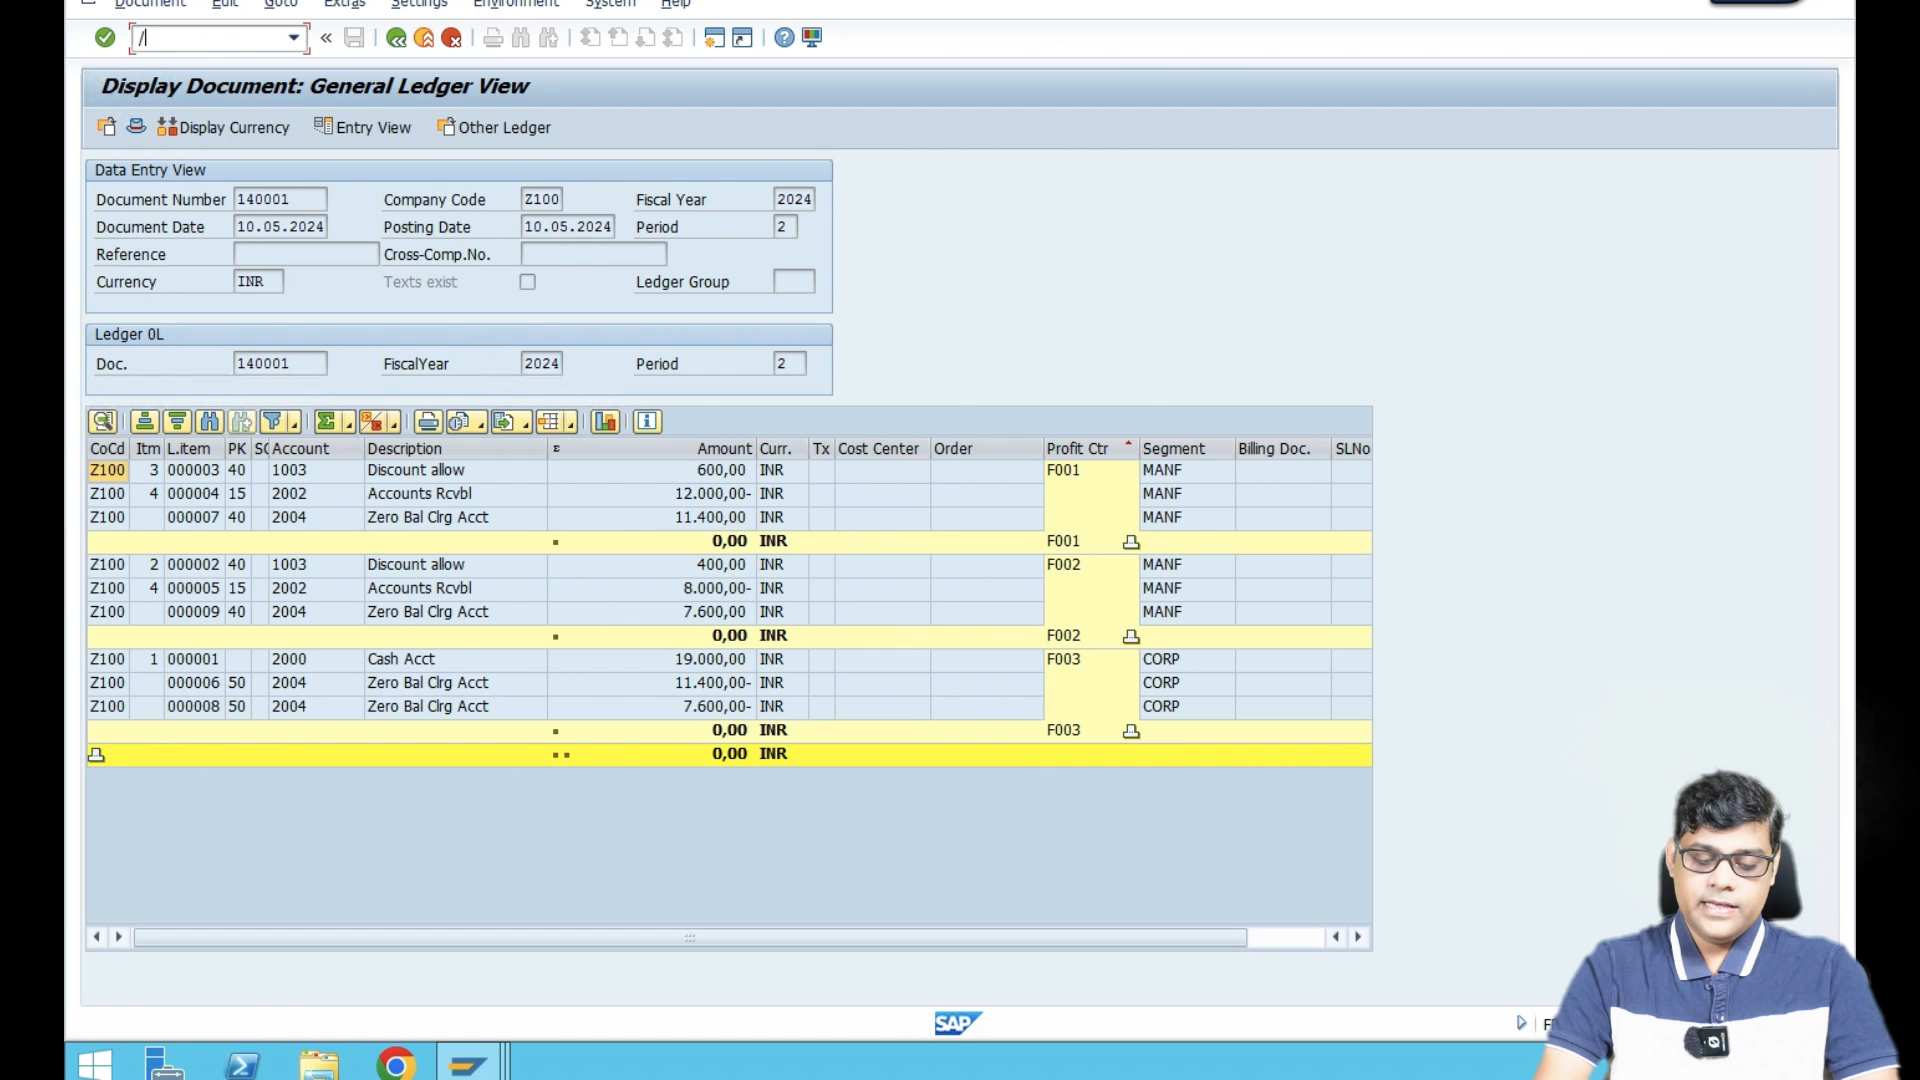 Document Edit Goto Extras Settings Environment System Help
/
Display Document: General Ledger View
Display Currency Entry View Other Ledger
Data Entry View
Document Number 140001 Company Code Z100 Fiscal Year 2024
Document Date 10.05.2024 Posting Date 10.05.2024 Period 2
Reference Cross-Comp.No.
Currency INR Texts exist Ledger Group
Ledger 0L
Doc. 140001 FiscalYear 2024 Period 2
CoCd Itm L.item PK Account Description Σ Amount Curr. Tx Cost Center Order Profit Ctr Segment Billing Doc. SLNo
Z100 3 000003 40 1003 Discount allow 600,00 INR F001 MANF
Z100 4 000004 15 2002 Accounts Rcvbl 12.000,00- INR MANF
Z100 000007 40 2004 Zero Bal Clrg Acct 11.400,00 INR MANF
0,00 INR F001
Z100 2 000002 40 1003 Discount allow 400,00 INR F002 MANF
Z100 4 000005 15 2002 Accounts Rcvbl 8.000,00- INR MANF
Z100 000009 40 2004 Zero Bal Clrg Acct 7.600,00 INR MANF
0,00 INR F002
Z100 1 000001 2000 Cash Acct 19.000,00 INR F003 CORP
Z100 000006 50 2004 Zero Bal Clrg Acct 11.400,00- INR CORP
Z100 000008 50 2004 Zero Bal Clrg Acct 7.600,00- INR CORP
0,00 INR F003
0,00 INR
SAP